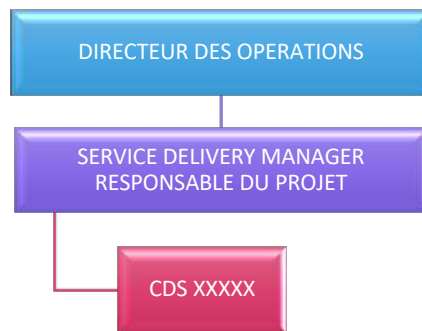 DIRECTEUR DES OPERATIONS
SERVICE DELIVERY MANAGER
RESPONSABLE DU PROJET
CDS XXXXX